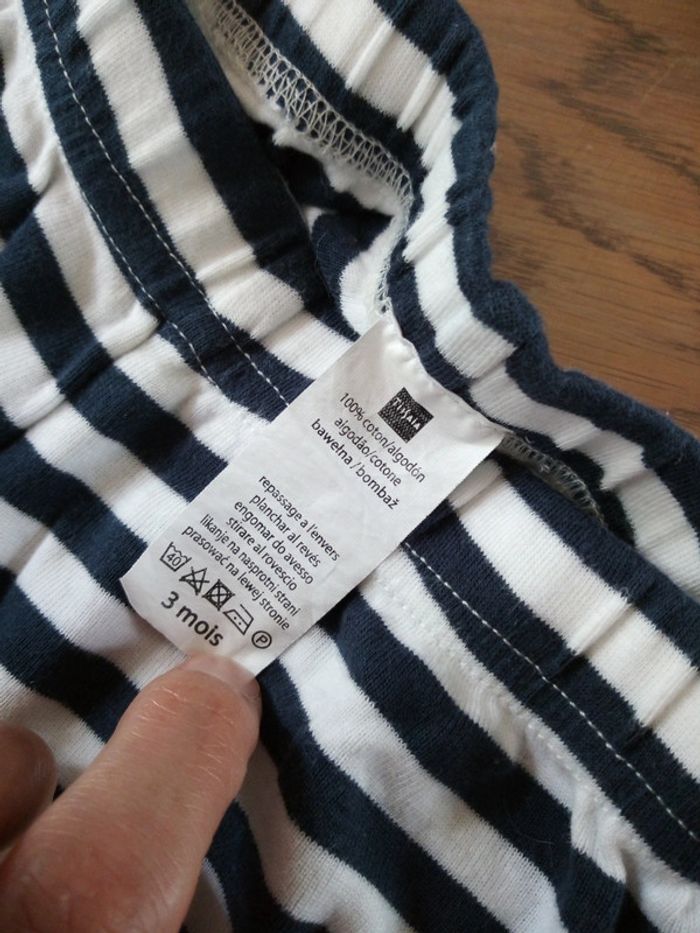 100% coton/algodón
algodão/cotone
bawełna/bombaž
repassage a l'envers
planchar al revés
engomar do avesso
stirare al rovescio
likanje na nasprotni strani
prasować na lewej stronie
40 P
3 mois